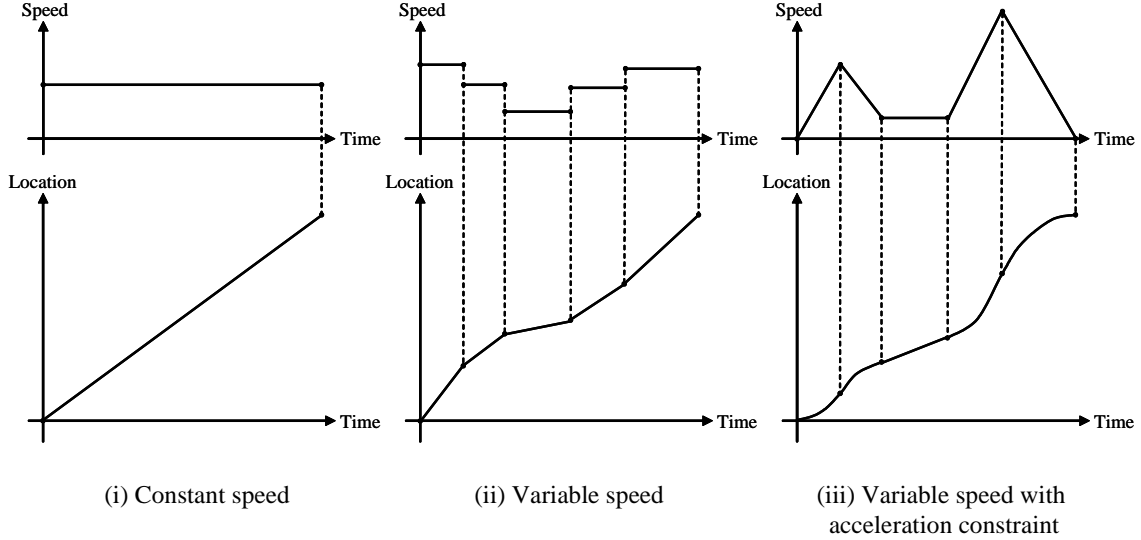 Speed
Time
Location
Time
(i) Constant speed
Speed
Time
Location
Time
(ii) Variable speed
Speed
Time
Location
Time
(iii) Variable speed with
acceleration constraint